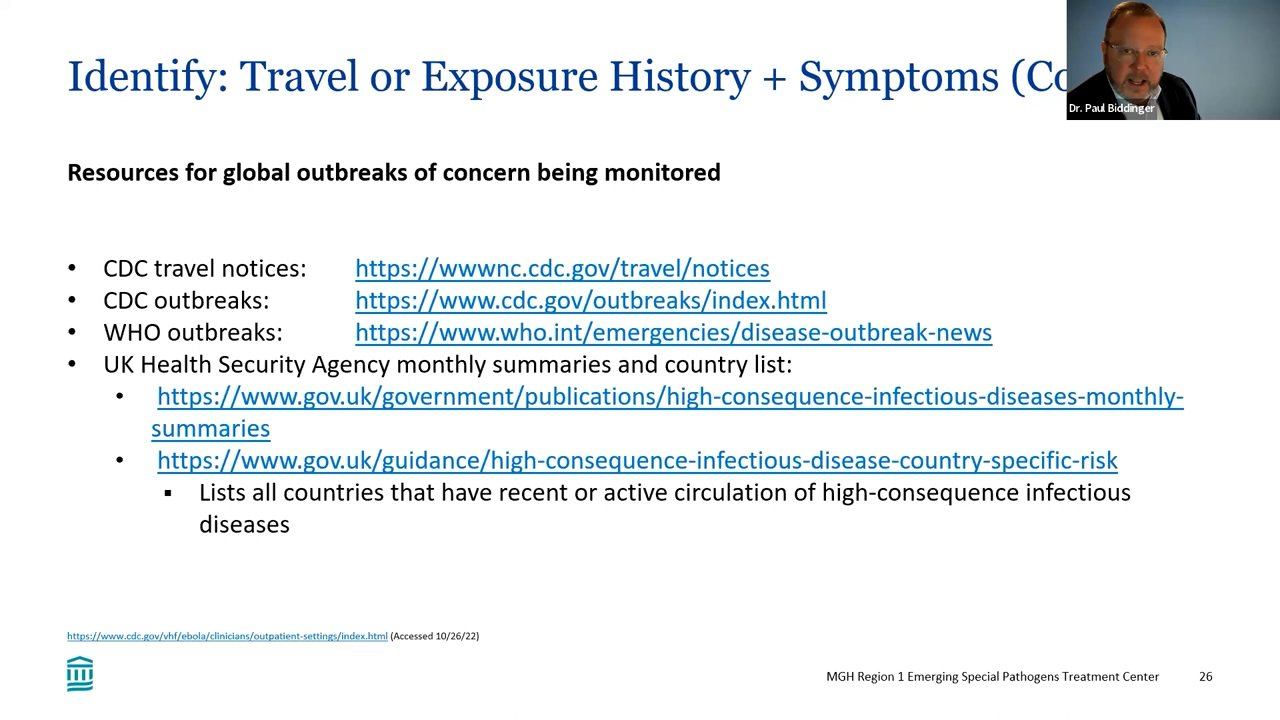 Identify: Travel or Exposure History + Symptoms (Co
Dr. Paul Biddinger
Resources for global outbreaks of concern being monitored
• CDC travel notices: https://wwwnc.cdc.gov/travel/notices
• CDC outbreaks: https://www.cdc.gov/outbreaks/index.html
• WHO outbreaks: https://www.who.int/emergencies/disease-outbreak-news
• UK Health Security Agency monthly summaries and country list:
• https://www.gov.uk/government/publications/high-consequence-infectious-diseases-monthly-
summaries
• https://www.gov.uk/guidance/high-consequence-infectious-disease-country-specific-risk
▪ Lists all countries that have recent or active circulation of high-consequence infectious
diseases
https://www.cdc.gov/vhf/ebola/clinicians/outpatient-settings/index.html (Accessed 10/26/22)
MGH Region 1 Emerging Special Pathogens Treatment Center 26